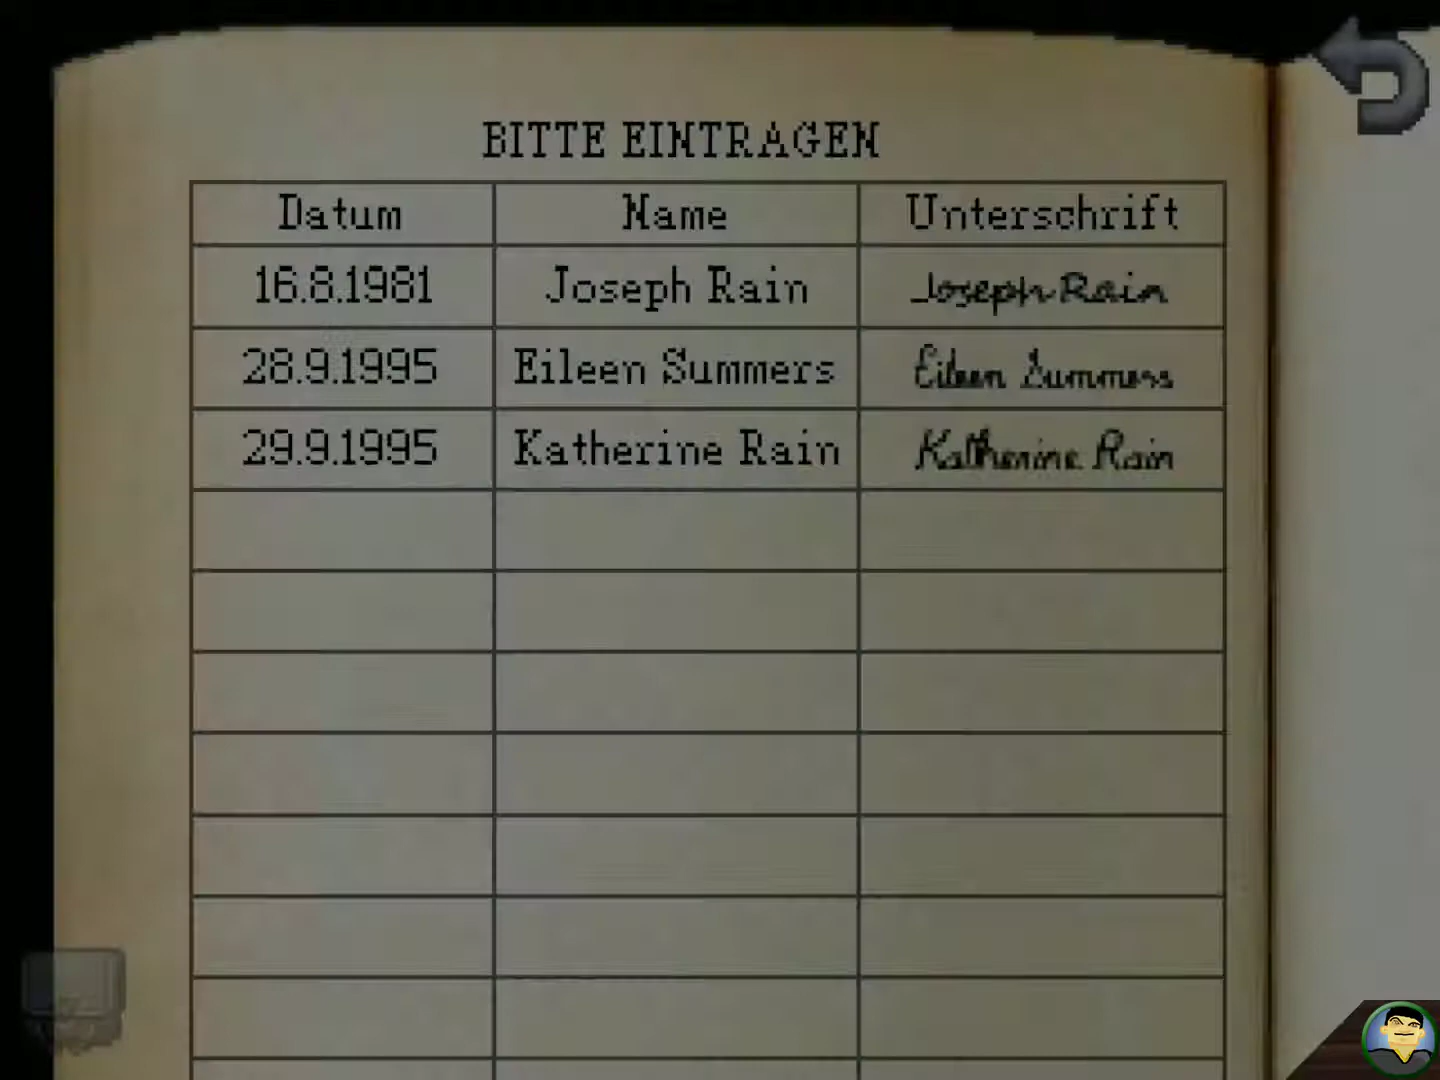 BITTE EINTRAGEN
Datum Name Unterschrift
16.8.1981 Joseph Rain Joseph Rain
28.9.1995 Eileen Summers Eileen Summers
29.9.1995 Katherine Rain Katherine Rain